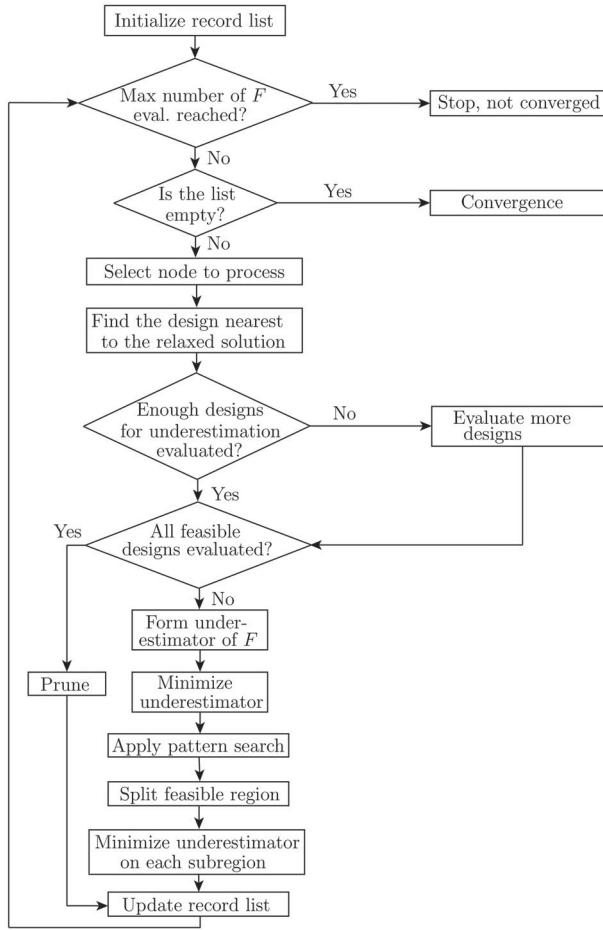 Initialize record list
Max number of F
eval. reached?
Yes
Stop, not converged
No
Is the list
empty?
Yes
Convergence
No
Select node to process
Find the design nearest
to the relaxed solution
Enough designs
for underestimation
evaluated?
No
Evaluate more
designs
Yes
Yes
All feasible
designs evaluated?
No
Form under-
estimator of F
Prune
Minimize
underestimator
Apply pattern search
Split feasible region
Minimize underestimator
on each subregion
Update record list